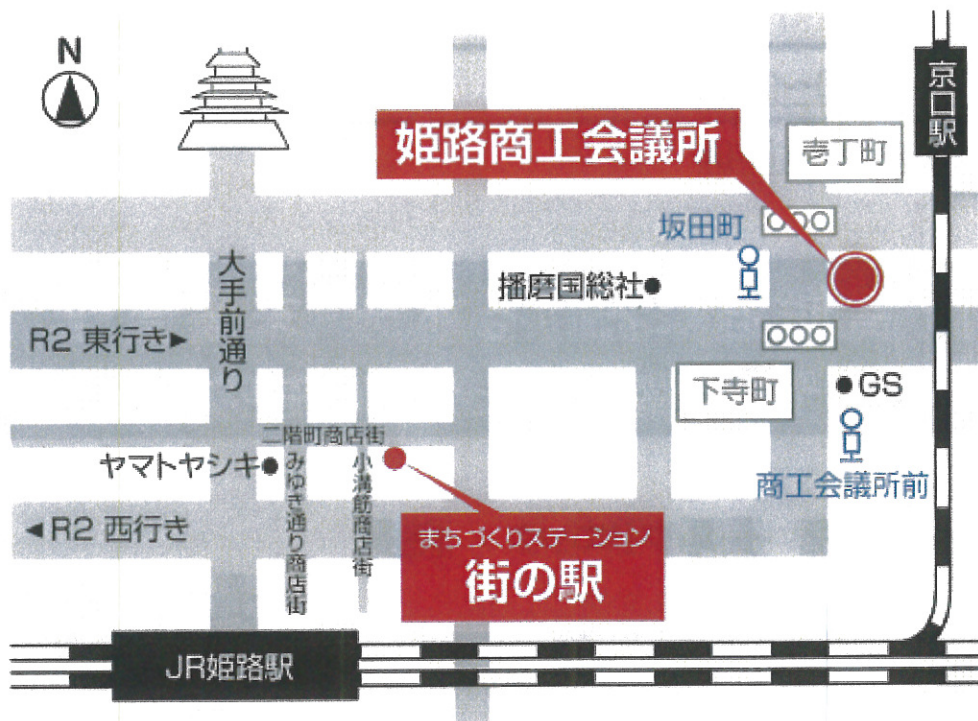 N
京口駅
姫路商工会議所
壱丁町
坂田町
播磨国総社
大手前通り
R2 東行き
下寺町
GS
二階町商店街
ヤマトヤシキ
みゆき通り商店街
小溝筋商店街
商工会議所前
R2 西行き
まちづくりステーション
街の駅
JR姫路駅